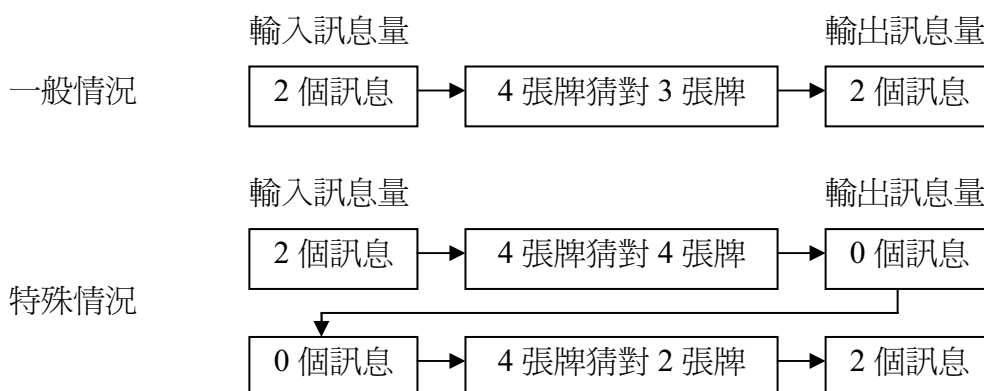 輸入訊息量 輸出訊息量
一般情況 2 個訊息 4 張牌猜對 3 張牌 2 個訊息
輸入訊息量 輸出訊息量
2 個訊息 4 張牌猜對 4 張牌 0 個訊息
特殊情況
0 個訊息 4 張牌猜對 2 張牌 2 個訊息